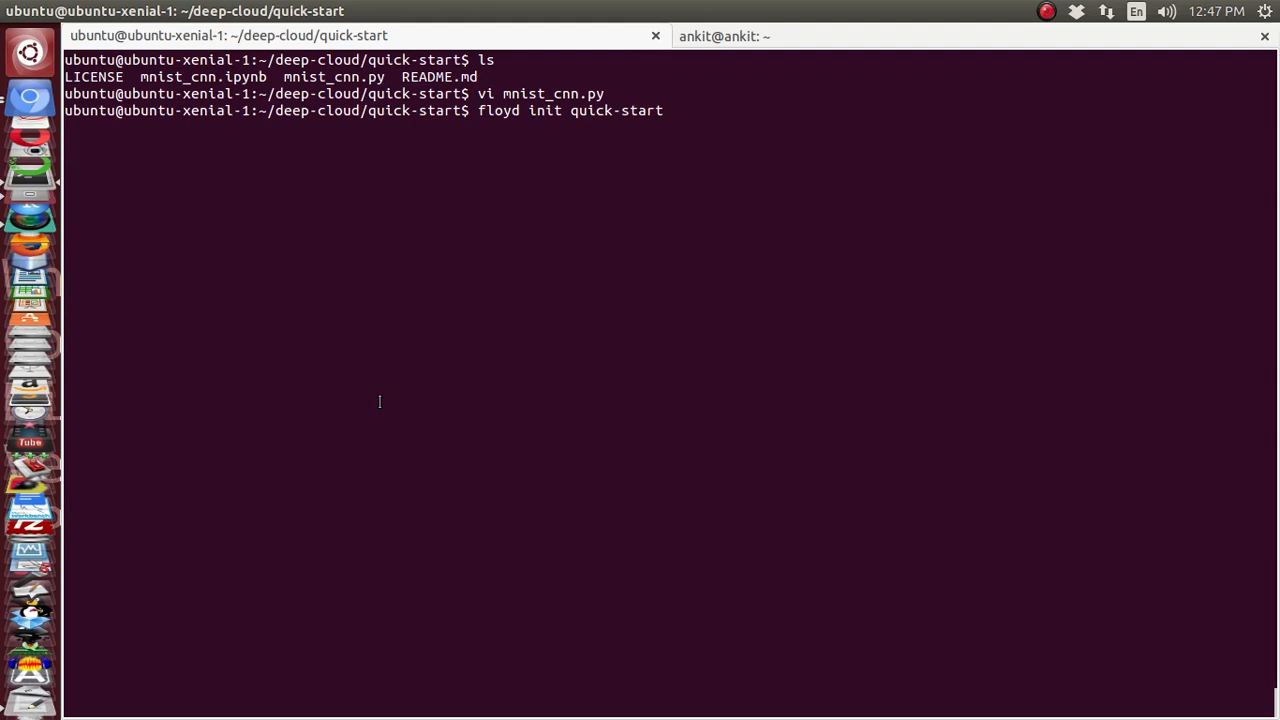 ubuntu@ubuntu-xenial-1: ~/deep-cloud/quick-start
En
12:47 PM
ubuntu@ubuntu-xenial-1: ~/deep-cloud/quick-start
ankit@ankit: ~
ubuntu@ubuntu-xenial-1:~/deep-cloud/quick-start$ ls
LICENSE mnist_cnn.ipynb mnist_cnn.py README.md
ubuntu@ubuntu-xenial-1:~/deep-cloud/quick-start$ vi mnist_cnn.py
ubuntu@ubuntu-xenial-1:~/deep-cloud/quick-start$ floyd init quick-start
Tube